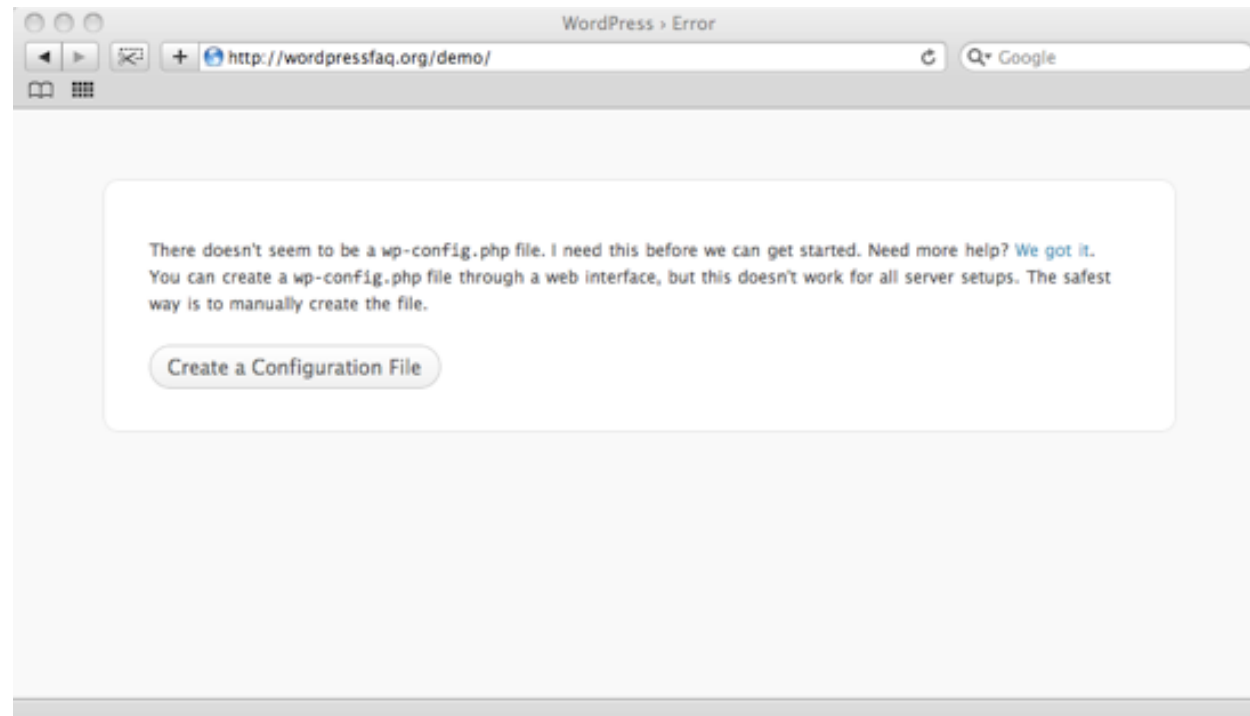 WordPress › Error
http://wordpressfaq.org/demo/
Google
There doesn't seem to be a wp-config.php file. I need this before we can get started. Need more help? We got it.
You can create a wp-config.php file through a web interface, but this doesn't work for all server setups. The safest
way is to manually create the file.
Create a Configuration File